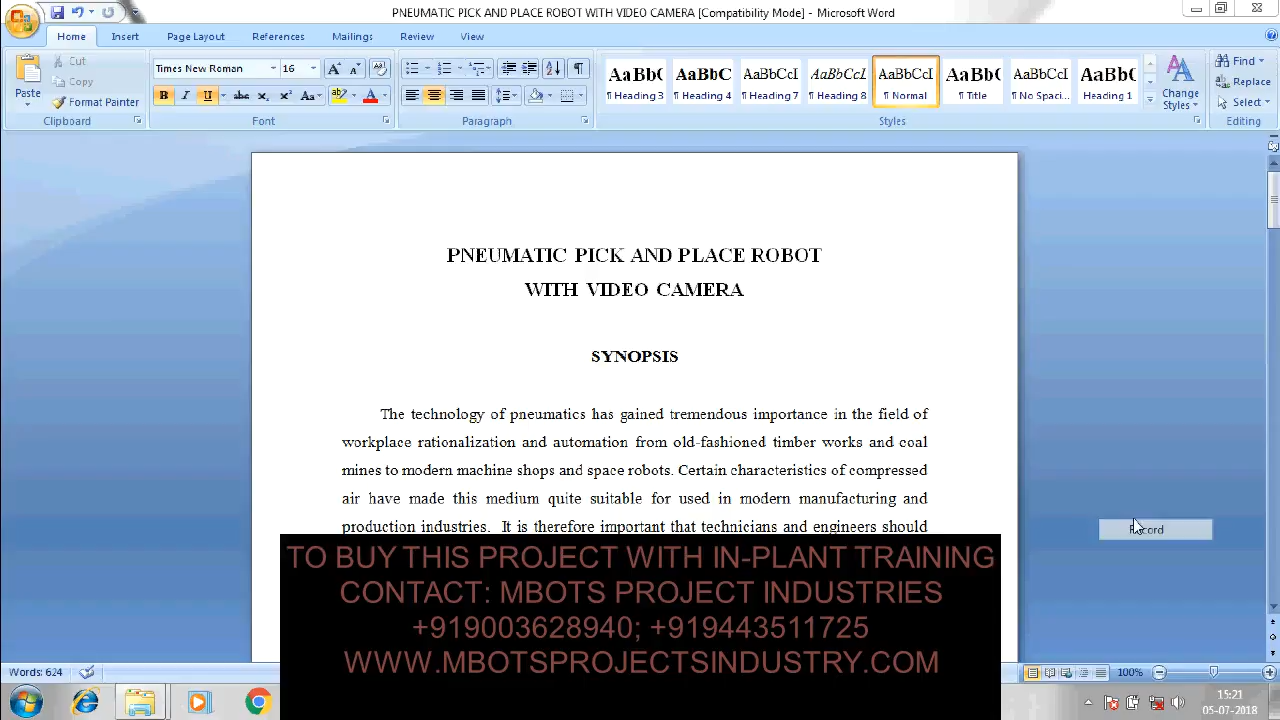 PNEUMATIC PICK AND PLACE ROBOT WITH VIDEO CAMERA [Compatibility Mode] - Microsoft Word
Home Insert Page Layout References Mailings Review View
Paste
Cut
Copy
Format Painter
Clipboard
Times New Roman 16
B I U abc x₂ x² Aa
Font
Paragraph
AaBbC AaBbC AaBbCcI AaBbCcI AaBbCcI AaBbC AaBbCcI AaBbC
¶ Heading 3 ¶ Heading 4 ¶ Heading 7 ¶ Heading 8 ¶ Normal ¶ Title ¶ No Spaci... Heading 1
Change
Styles
Styles
Find
Replace
Select
Editing
PNEUMATIC PICK AND PLACE ROBOT
WITH VIDEO CAMERA
SYNOPSIS
The technology of pneumatics has gained tremendous importance in the field of
workplace rationalization and automation from old-fashioned timber works and coal
mines to modern machine shops and space robots. Certain characteristics of compressed
air have made this medium quite suitable for used in modern manufacturing and
production industries. It is therefore important that technicians and engineers should
Record
TO BUY THIS PROJECT WITH IN-PLANT TRAINING
CONTACT: MBOTS PROJECT INDUSTRIES
+919003628940; +919443511725
WWW.MBOTSPROJECTSINDUSTRY.COM
Words: 624
100%
15:21
05-07-2018